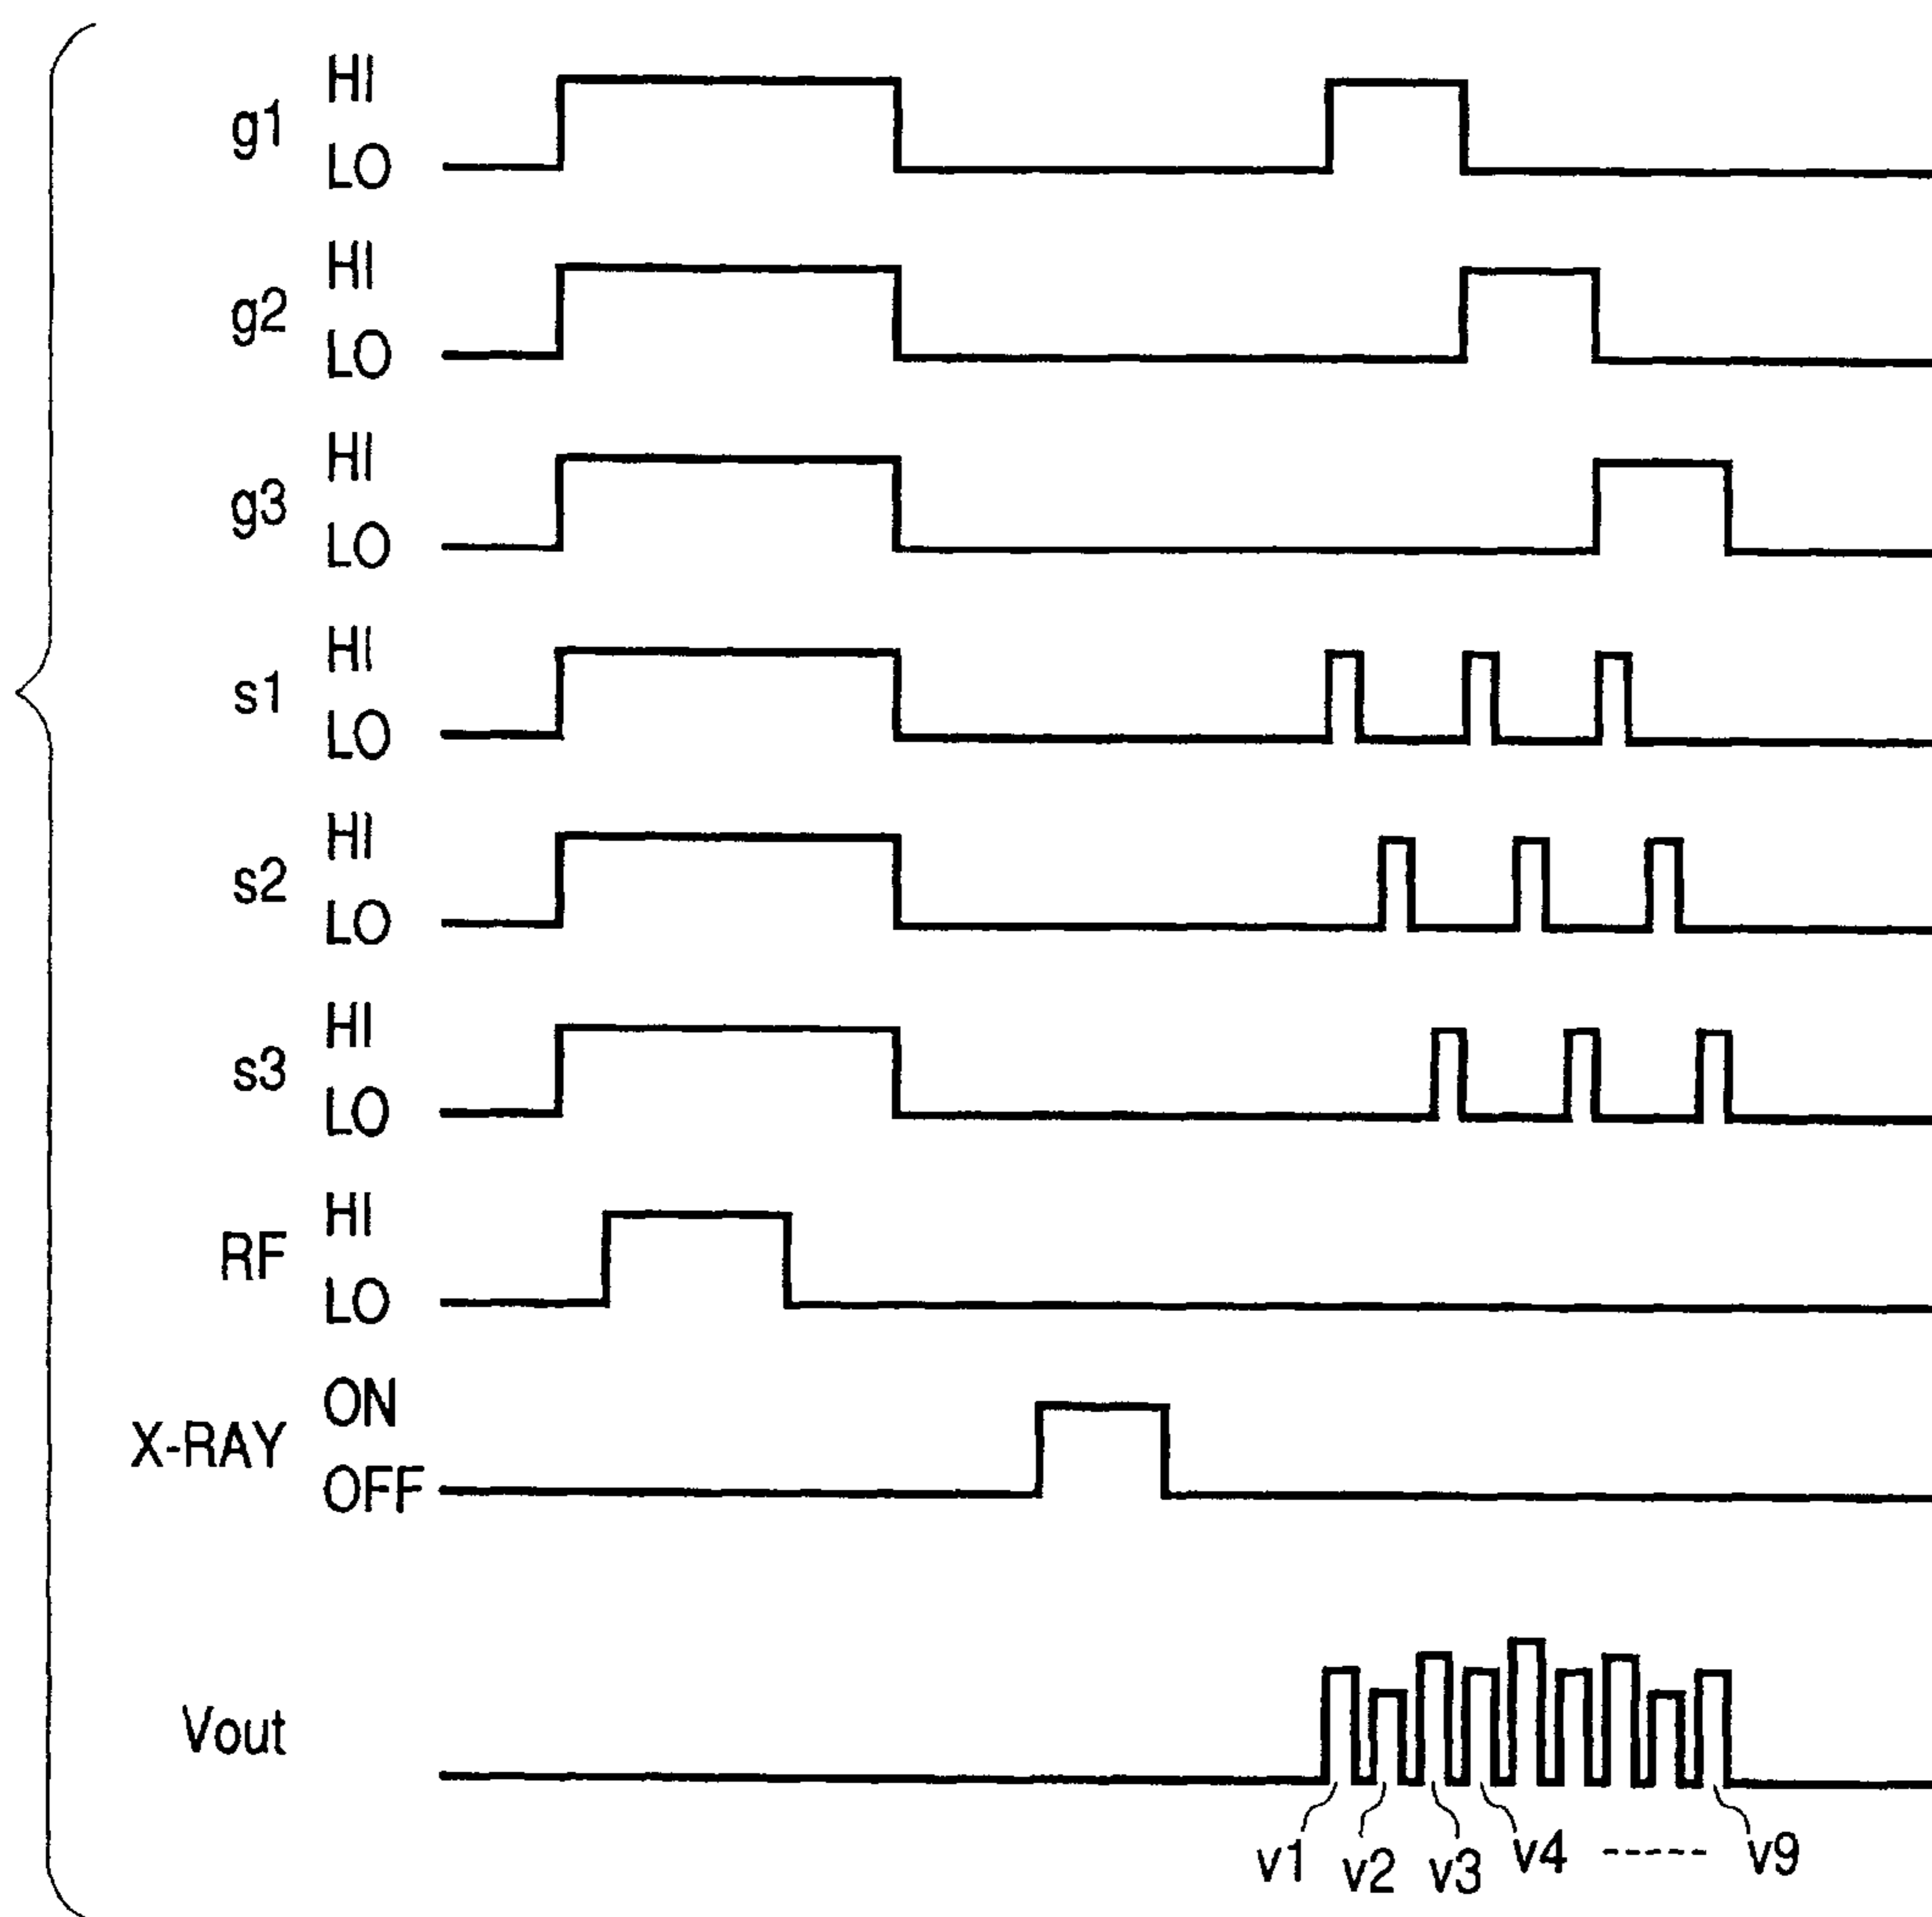 g1 HI
LO
g2 HI
LO
g3 HI
LO
s1 HI
LO
s2 HI
LO
s3 HI
LO
RF HI
LO
X-RAY ON
OFF
Vout
v1 v2 v3 v4 ----- v9